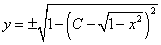 y = ±√(1−(C−√(1−x²))²)